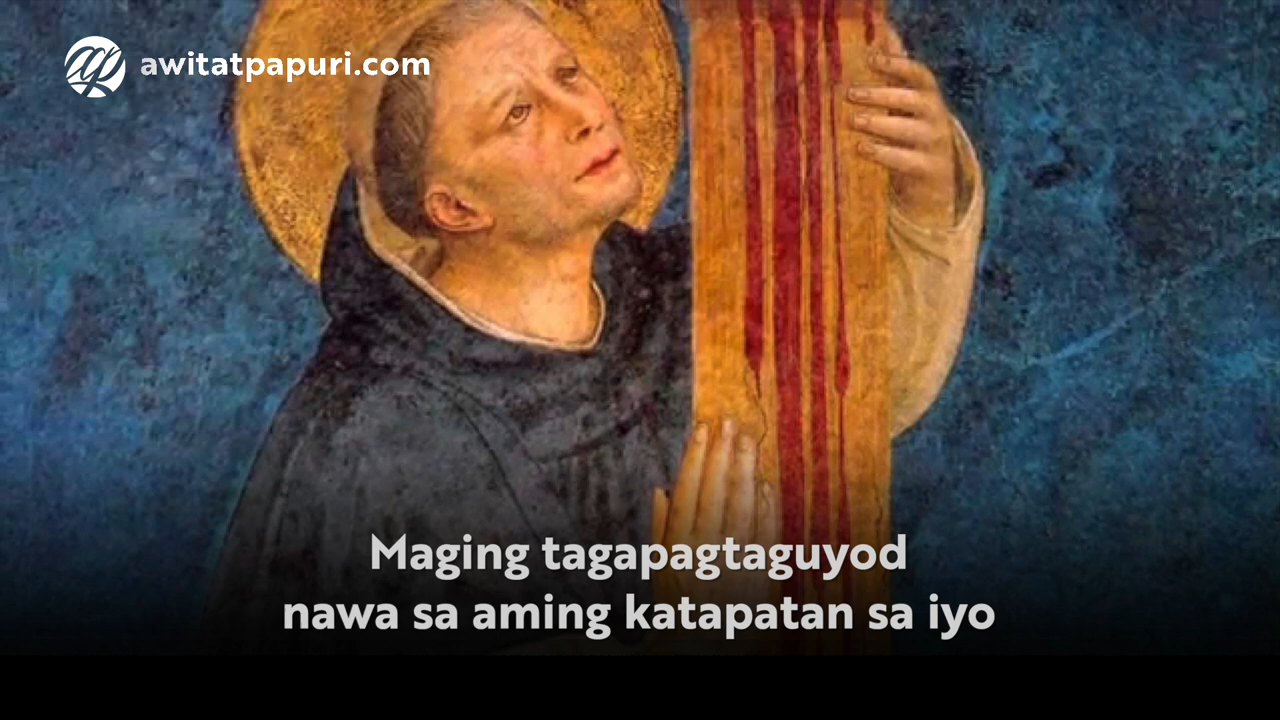 awitatpapuri.com
Maging tagapagtaguyod
nawa sa aming katapatan sa iyo